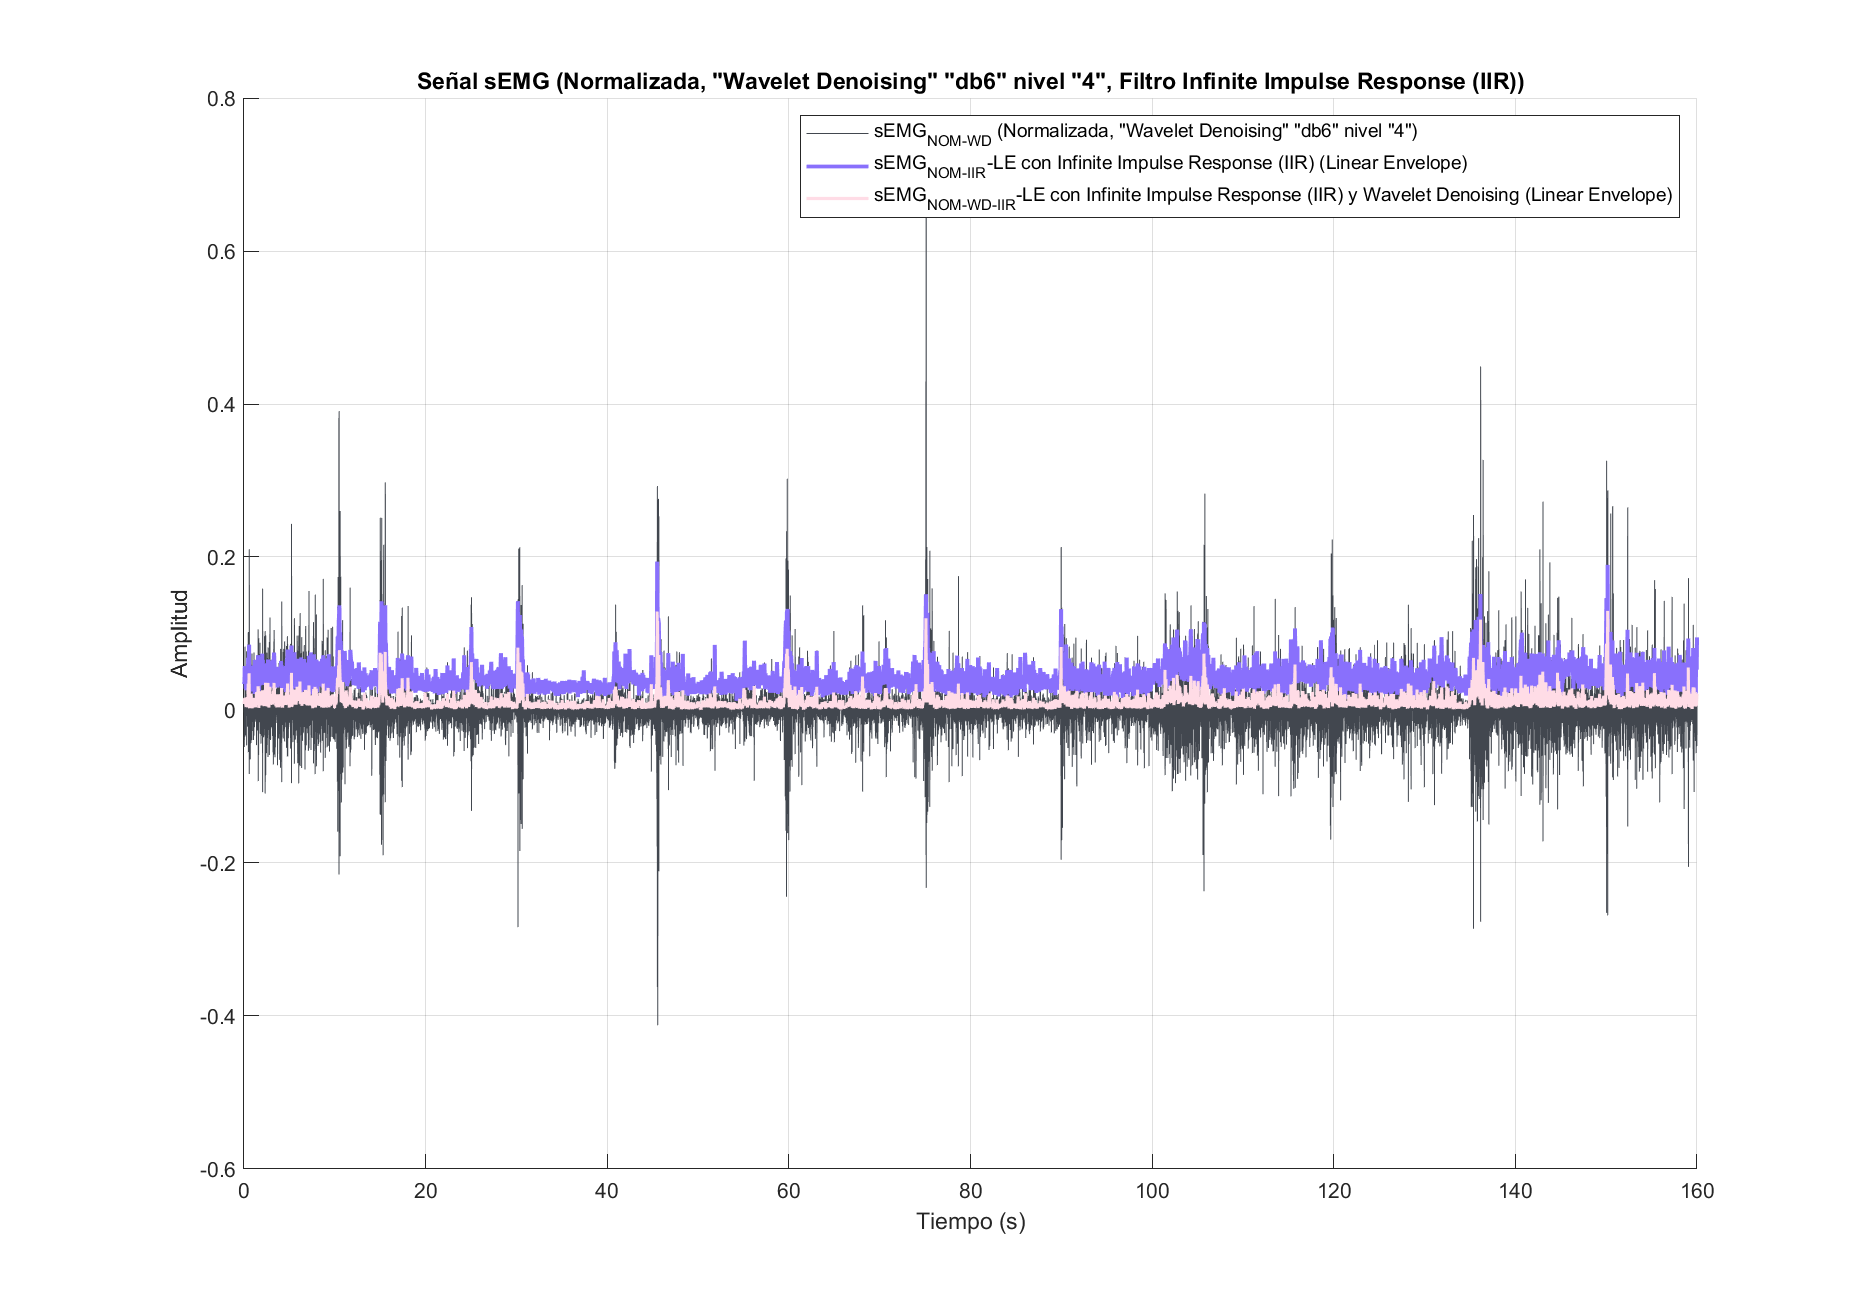 Señal sEMG (Normalizada, "Wavelet Denoising" "db6" nivel "4", Filtro Infinite Impulse Response (IIR))
sEMG_NOM-WD (Normalizada, "Wavelet Denoising" "db6" nivel "4")
sEMG_NOM-IIR-LE con Infinite Impulse Response (IIR) (Linear Envelope)
sEMG_NOM-WD-IIR-LE con Infinite Impulse Response (IIR) y Wavelet Denoising (Linear Envelope)
Amplitud
0.8
0.6
0.4
0.2
0
-0.2
-0.4
-0.6
0 20 40 60 80 100 120 140 160
Tiempo (s)